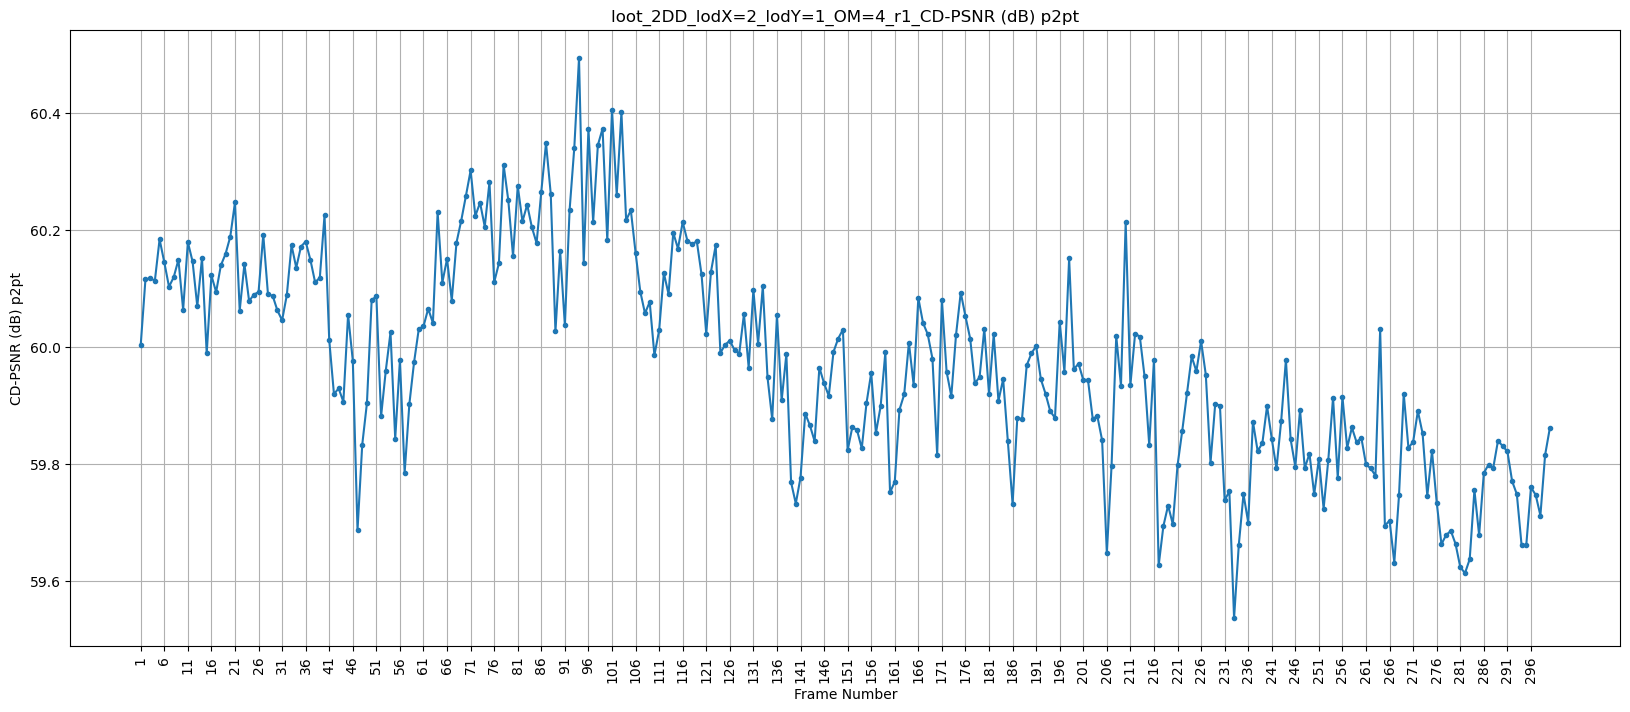 loot_2DD_lodX=2_lodY=1_OM=4_r1_CD-PSNR (dB) p2pt
CD-PSNR (dB) p2pt
60.4
60.2
60.0
59.8
59.6
1 6 11 16 21 26 31 36 41 46 51 56 61 66 71 76 81 86 91 96 101 106 111 116 121 126 131 136 141 146 151 156 161 166 171 176 181 186 191 196 201 206 211 216 221 226 231 236 241 246 251 256 261 266 271 276 281 286 291 296
Frame Number